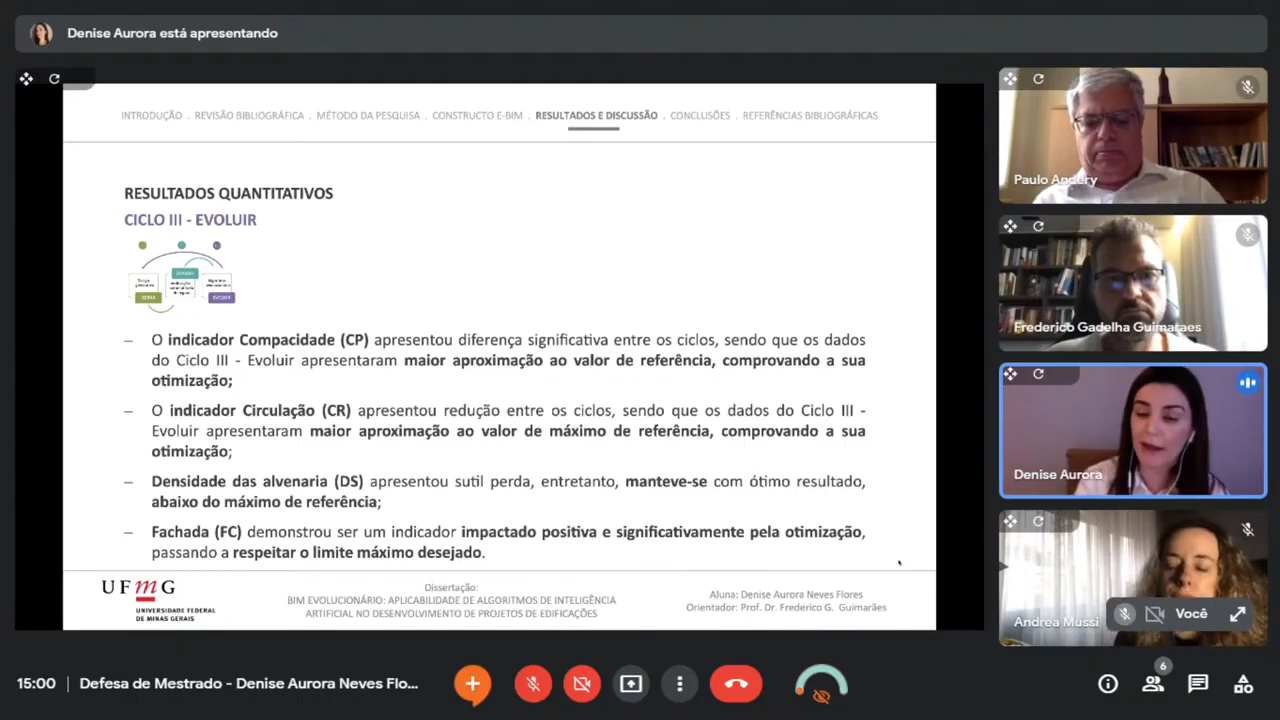 Denise Aurora está apresentando
INTRODUÇÃO . REVISÃO BIBLIOGRÁFICA . MÉTODO DA PESQUISA . CONSTRUCTO E-BIM . RESULTADOS E DISCUSSÃO . CONCLUSÕES . REFERÊNCIAS BIBLIOGRÁFICAS
RESULTADOS QUANTITATIVOS
CICLO III - EVOLUIR
GERAR
EVOLUIR
– O indicador Compacidade (CP) apresentou diferença significativa entre os ciclos, sendo que os dados
do Ciclo III - Evoluir apresentaram maior aproximação ao valor de referência, comprovando a sua
otimização;
– O indicador Circulação (CR) apresentou redução entre os ciclos, sendo que os dados do Ciclo III -
Evoluir apresentaram maior aproximação ao valor de máximo de referência, comprovando a sua
otimização;
– Densidade das alvenaria (DS) apresentou sutil perda, entretanto, manteve-se com ótimo resultado,
abaixo do máximo de referência;
– Fachada (FC) demonstrou ser um indicador impactado positiva e significativamente pela otimização,
passando a respeitar o limite máximo desejado.
UFmG
UNIVERSIDADE FEDERAL
DE MINAS GERAIS
Dissertação:
BIM EVOLUCIONÁRIO: APLICABILIDADE DE ALGORITMOS DE INTELIGÊNCIA
ARTIFICIAL NO DESENVOLVIMENTO DE PROJETOS DE EDIFICAÇÕES
Aluna: Denise Aurora Neves Flores
Orientador: Prof. Dr. Frederico G. Guimarães
Paulo Andery
Frederico Gadelha Guimaraes
Denise Aurora
Andrea Mussi
Você
15:00 | Defesa de Mestrado - Denise Aurora Neves Flo...
6